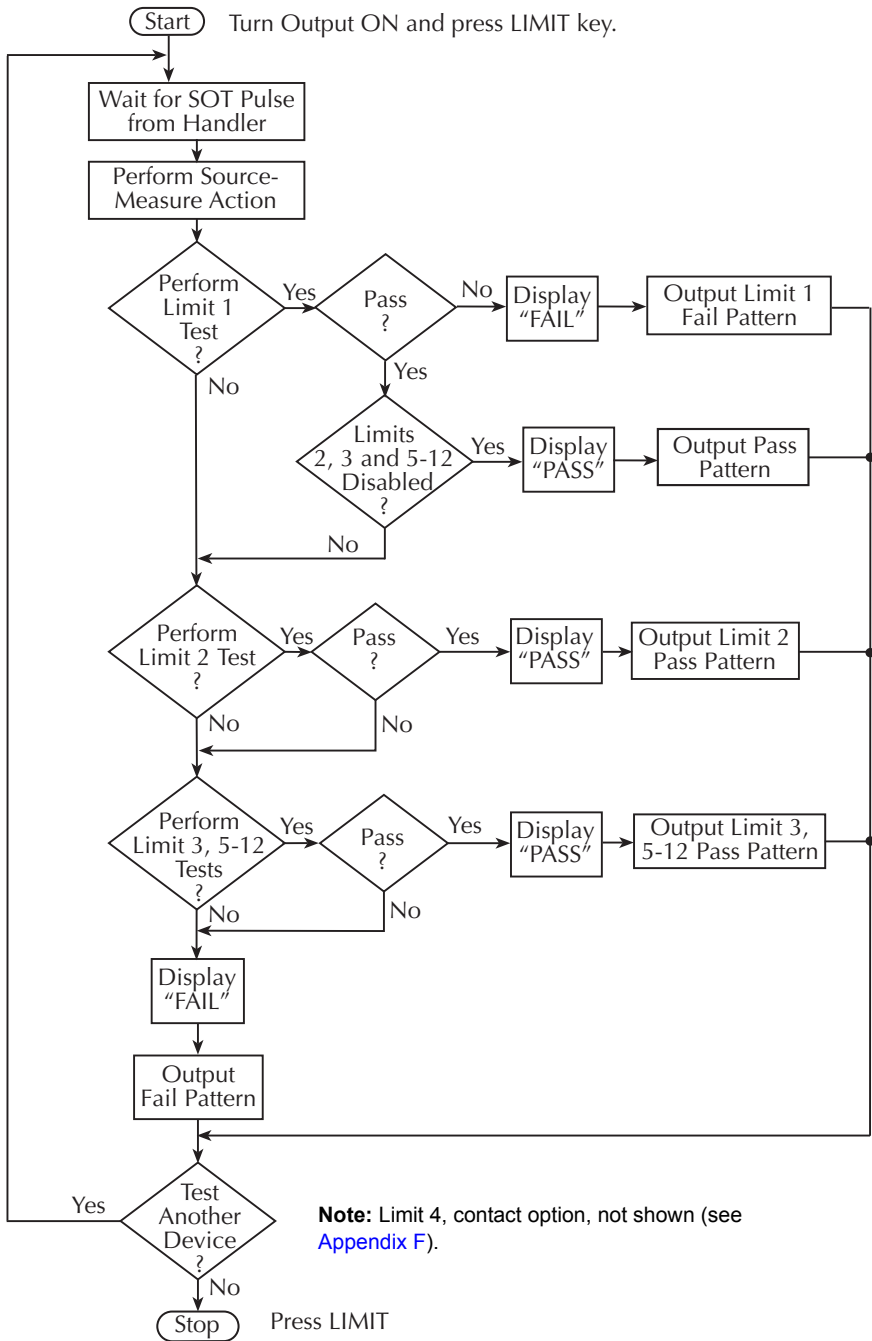 Start
Turn Output ON and press LIMIT key.
Wait for SOT Pulse
from Handler
Perform Source-
Measure Action
Perform
Limit 1
Test
?
Yes
Pass
?
No
Display
“FAIL”
Output Limit 1
Fail Pattern
No
Yes
Limits
2, 3 and 5-12
Disabled
?
Yes
Display
“PASS”
Output Pass
Pattern
No
Perform
Limit 2 Test
?
Yes
Pass
?
Yes
Display
“PASS”
Output Limit 2
Pass Pattern
No
No
Perform
Limit 3, 5-12
Tests
?
Yes
Pass
?
Yes
Display
“PASS”
Output Limit 3,
5-12 Pass Pattern
No
No
Display
“FAIL”
Output
Fail Pattern
Yes
Test
Another
Device
?
Note: Limit 4, contact option, not shown (see
Appendix F).
No
Stop
Press LIMIT